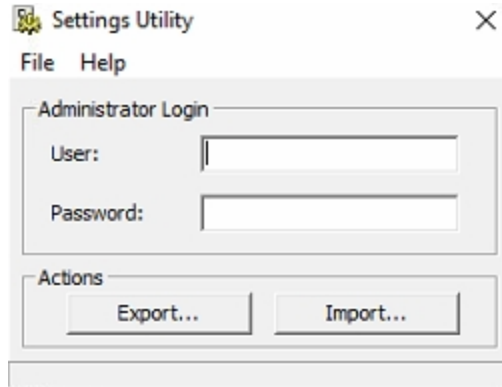 Settings Utility
File Help
Administrator Login
User:
Password:
Actions
Export... Import...